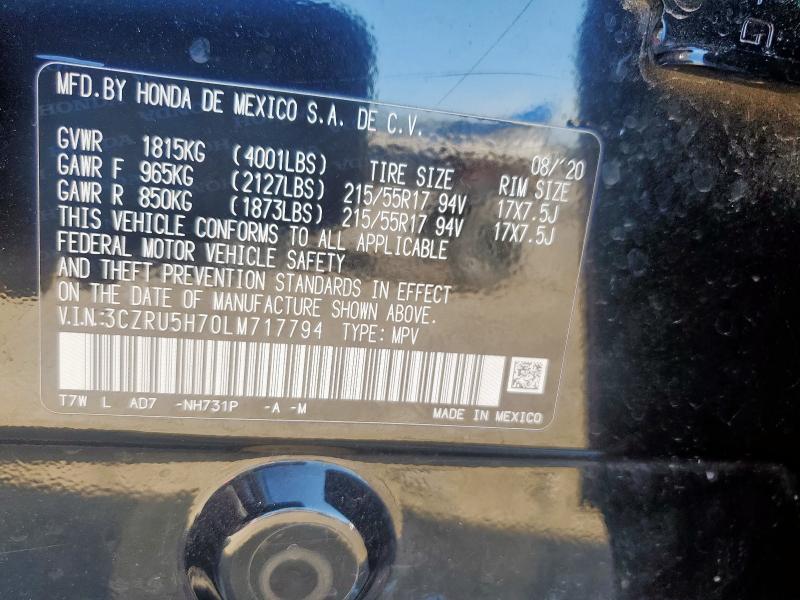 MFD. BY HONDA DE MEXICO S.A. DE C.V.
08/'20
GVWR 1815KG (4001LBS) TIRE SIZE RIM SIZE
GAWR F 965KG (2127LBS) 215/55R17 94V 17X7.5J
GAWR R 850KG (1873LBS) 215/55R17 94V 17X7.5J
THIS VEHICLE CONFORMS TO ALL APPLICABLE
FEDERAL MOTOR VEHICLE SAFETY
AND THEFT PREVENTION STANDARDS IN EFFECT
ON THE DATE OF MANUFACTURE SHOWN ABOVE.
V.I.N:3CZRU5H70LM717794 TYPE: MPV
T7W L AD7 -NH731P -A -M
MADE IN MEXICO